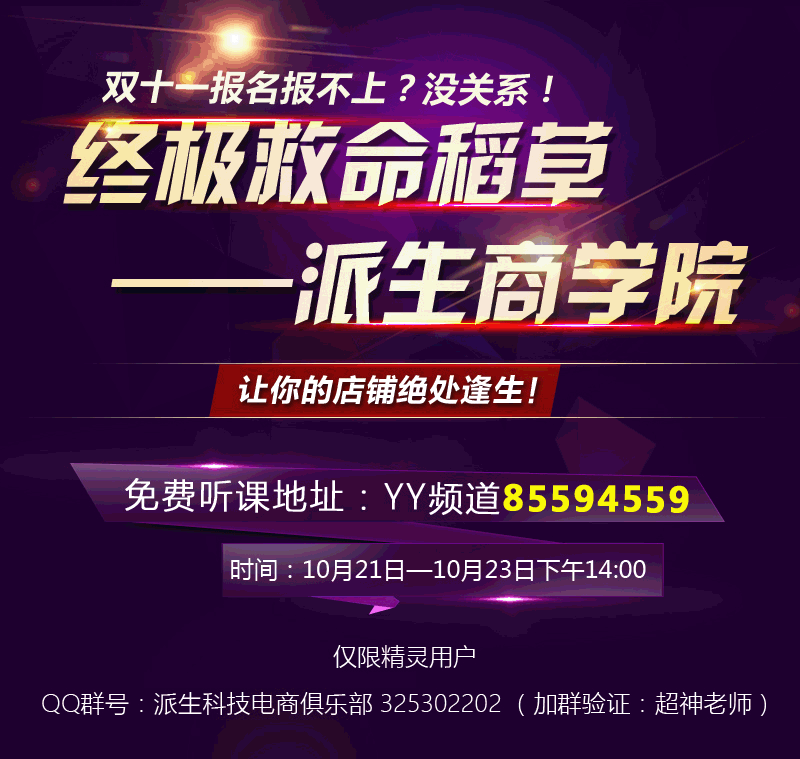 双十一报名报不上？没关系！
终极救命稻草
——派生商学院
让你的店铺绝处逢生！
免费听课地址：YY频道85594559
时间：10月21日—10月23日下午14:00
仅限精灵用户
QQ群号：派生科技电商俱乐部 325302202 （加群验证：超神老师）